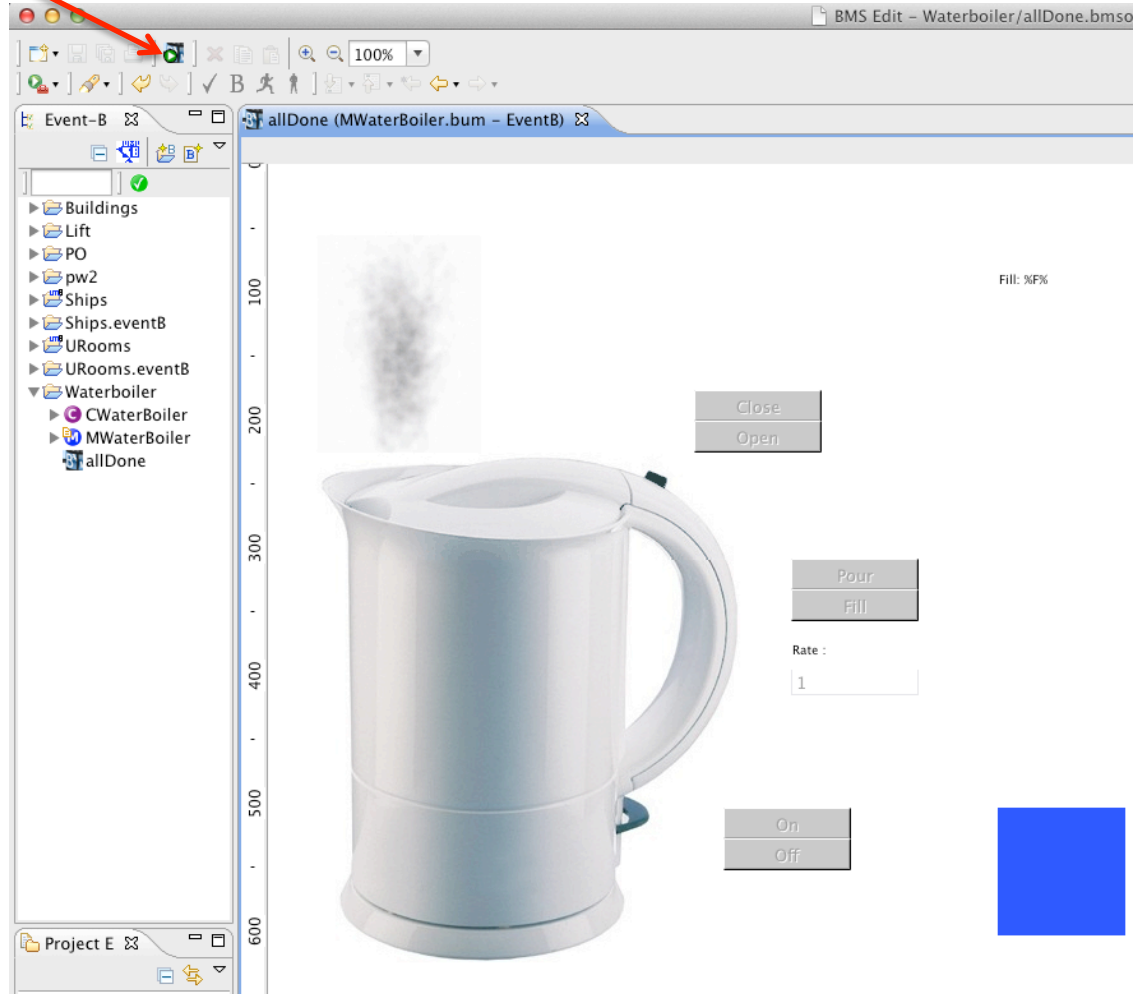 BMS Edit – Waterboiler/allDone.bmso
100%
B
Event-B
allDone (MWaterBoiler.bum – EventB)
Buildings
Lift
PO
pw2
Ships
Ships.eventB
URooms
URooms.eventB
Waterboiler
CWaterBoiler
MWaterBoiler
allDone
Project E
0
100
200
300
400
500
600
Fill: %F%
Close
Open
Pour
Fill
Rate :
1
On
Off